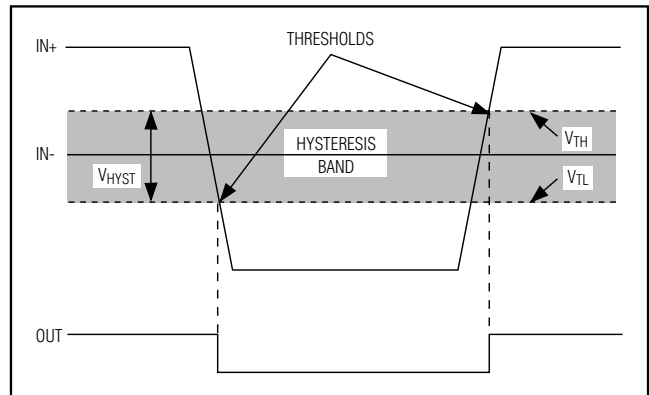 THRESHOLDS
IN+
VTH
IN-
HYSTERESIS
BAND
VHYST
VTL
OUT